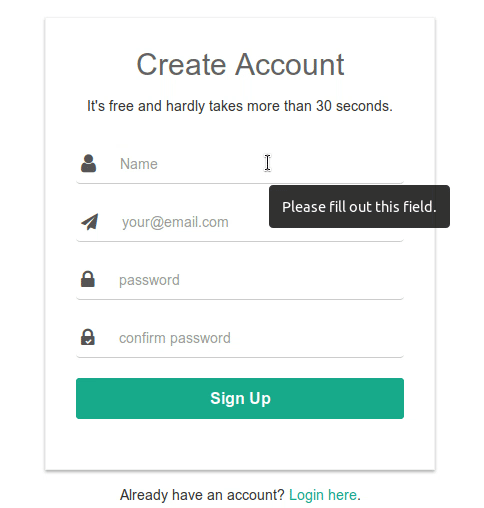 Create Account
It's free and hardly takes more than 30 seconds.
Name
Please fill out this field.
your@email.com
password
confirm password
Sign Up
Already have an account? Login here.